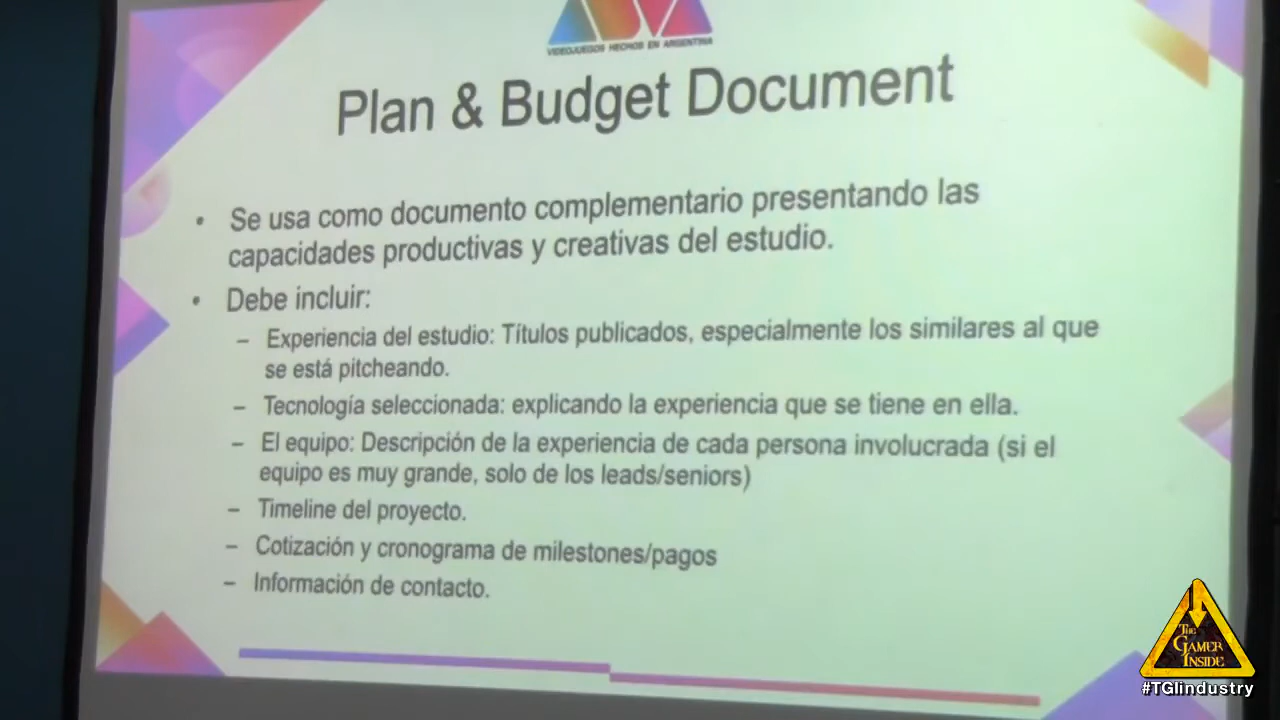 VIDEOJUEGOS HECHOS EN ARGENTINA
Plan & Budget Document
• Se usa como documento complementario presentando las
capacidades productivas y creativas del estudio.
• Debe incluir:
– Experiencia del estudio: Títulos publicados, especialmente los similares al que
se está pitcheando.
– Tecnología seleccionada: explicando la experiencia que se tiene en ella.
– El equipo: Descripción de la experiencia de cada persona involucrada (si el
equipo es muy grande, solo de los leads/seniors)
– Timeline del proyecto.
– Cotización y cronograma de milestones/pagos
– Información de contacto.
THE
GAMER
INSIDE
#TGIindustry